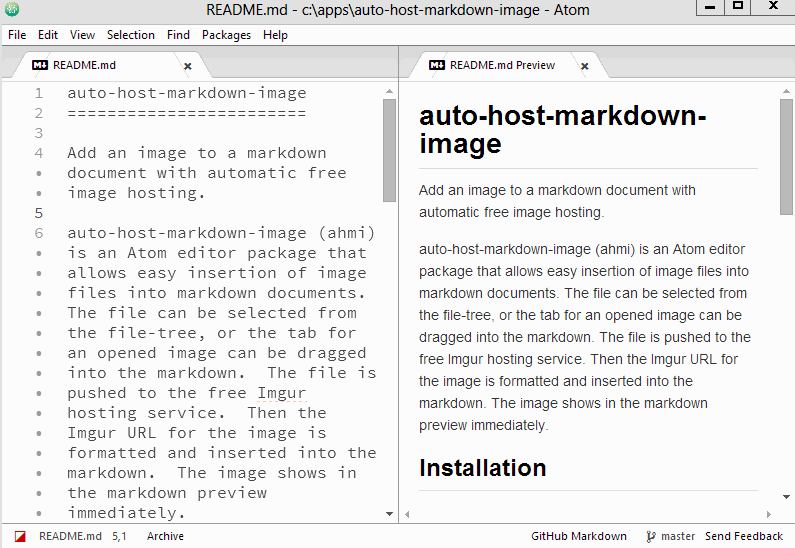 README.md - c:\apps\auto-host-markdown-image - Atom
File Edit View Selection Find Packages Help
README.md
README.md Preview
1 auto-host-markdown-image
2 ========================
3
4 Add an image to a markdown
document with automatic free
image hosting.
5
6 auto-host-markdown-image (ahmi)
is an Atom editor package that
allows easy insertion of image
files into markdown documents.
The file can be selected from
the file-tree, or the tab for
an opened image can be dragged
into the markdown.  The file is
pushed to the free Imgur
hosting service.  Then the
Imgur URL for the image is
formatted and inserted into the
markdown.  The image shows in
the markdown preview
immediately.
auto-host-markdown-
image
Add an image to a markdown document with
automatic free image hosting.
auto-host-markdown-image (ahmi) is an Atom editor
package that allows easy insertion of image files into
markdown documents. The file can be selected from
the file-tree, or the tab for an opened image can be
dragged into the markdown. The file is pushed to the
free Imgur hosting service. Then the Imgur URL for
the image is formatted and inserted into the
markdown. The image shows in the markdown
preview immediately.
Installation
README.md 5,1 Archive GitHub Markdown master Send Feedback